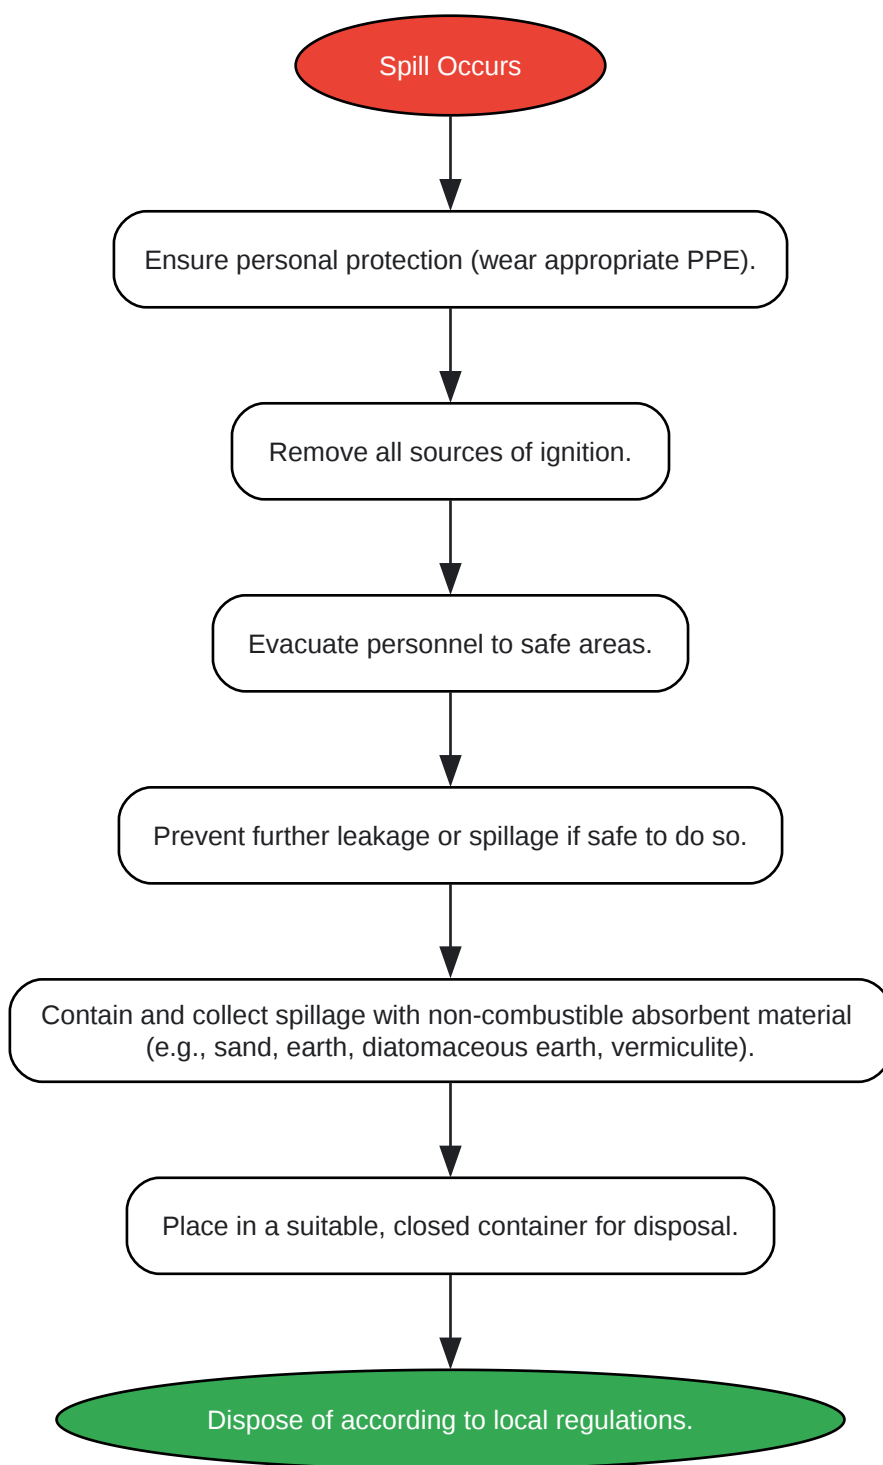 Spill Occurs
Ensure personal protection (wear appropriate PPE).
Remove all sources of ignition.
Evacuate personnel to safe areas.
Prevent further leakage or spillage if safe to do so.
Contain and collect spillage with non-combustible absorbent material
(e.g., sand, earth, diatomaceous earth, vermiculite).
Place in a suitable, closed container for disposal.
Dispose of according to local regulations.